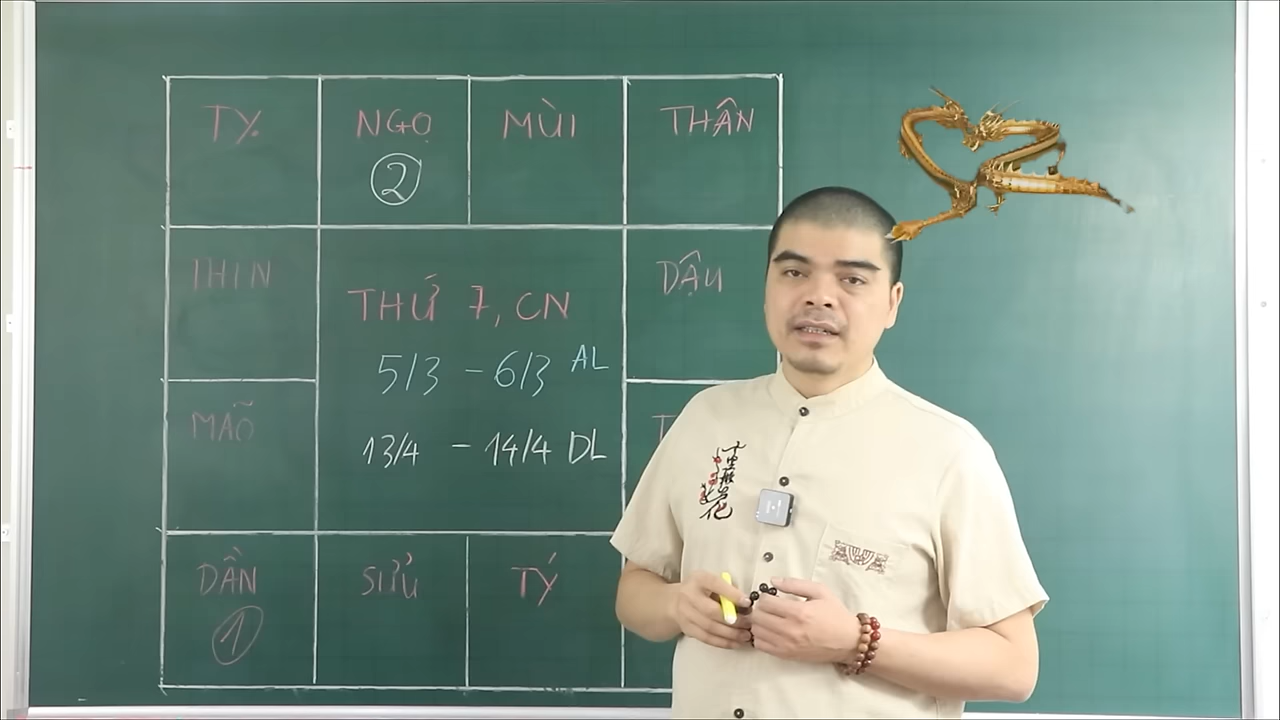 TỴ
NGỌ
MÙI
THÂN
②
THÌN
DẬU
THỨ 7, CN
5/3 - 6/3 AL
MÃO
13/4 - 14/4 DL
DẦN
SỬU
TÝ
①